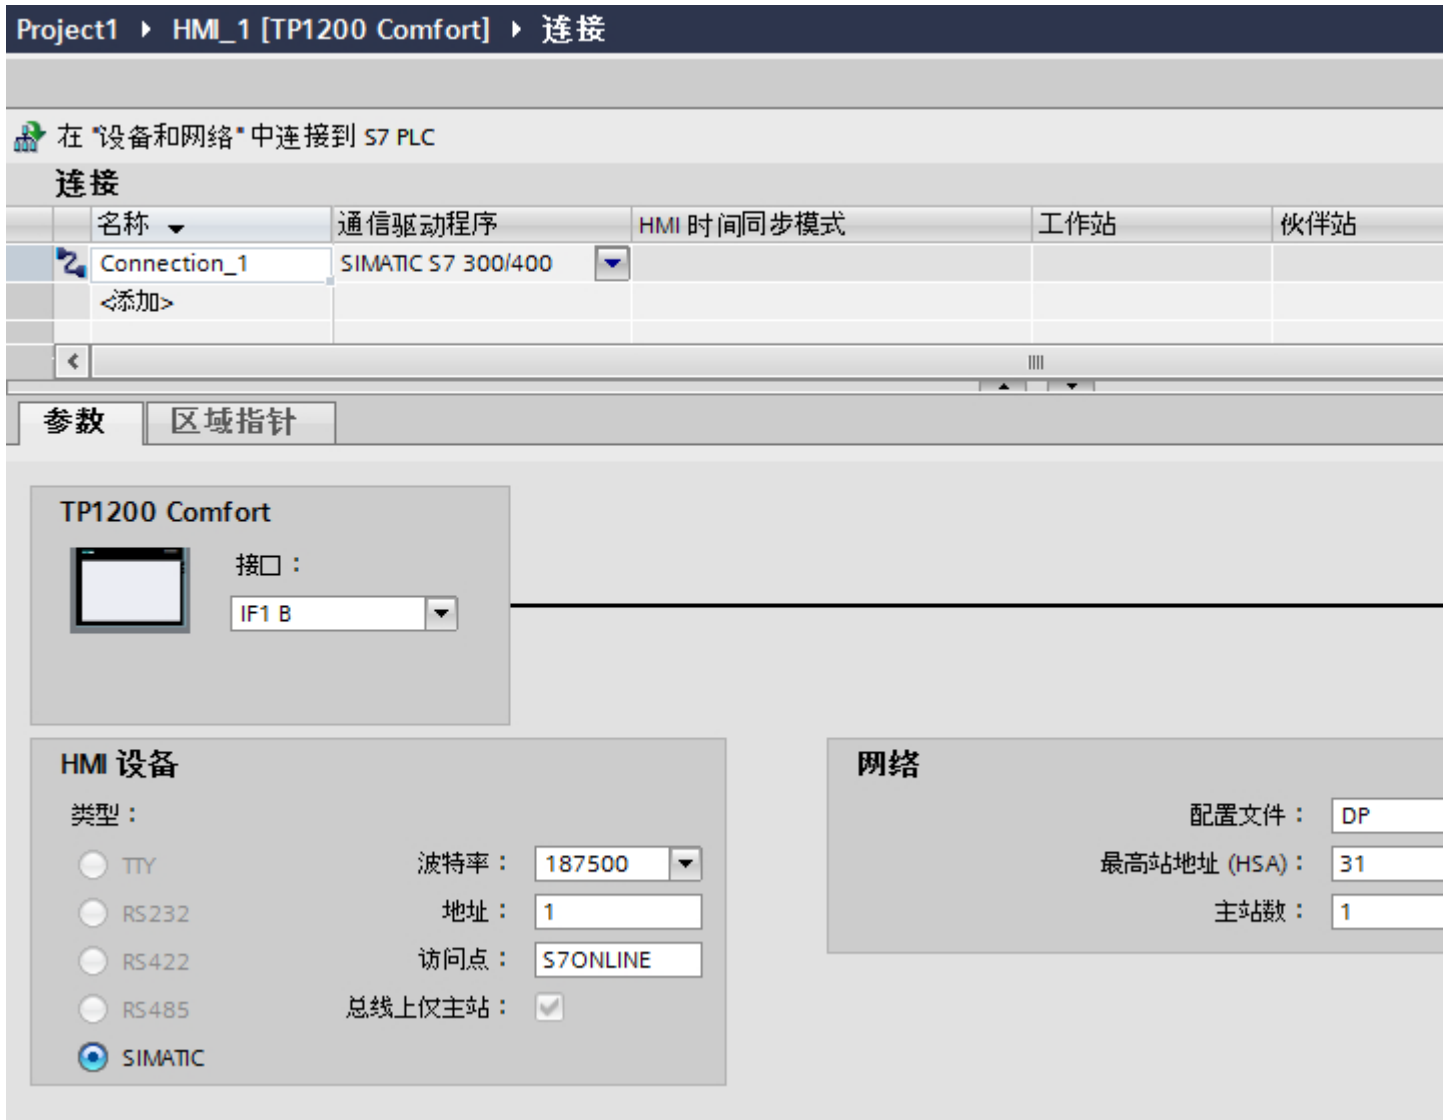 Project1 ▸ HMI_1 [TP1200 Comfort] ▸ 连接
在 "设备和网络" 中连接到 S7 PLC
连接
名称 通信驱动程序 HMI 时间同步模式 工作站 伙伴站
Connection_1 SIMATIC S7 300/400
<添加>
参数 区域指针
TP1200 Comfort
接口：
IF1 B
HMI 设备 网络
类型： 配置文件： DP
TTY 波特率： 187500 最高站地址 (HSA)： 31
RS232 地址： 1 主站数： 1
RS422 访问点： S7ONLINE
RS485 总线上仅主站：
SIMATIC